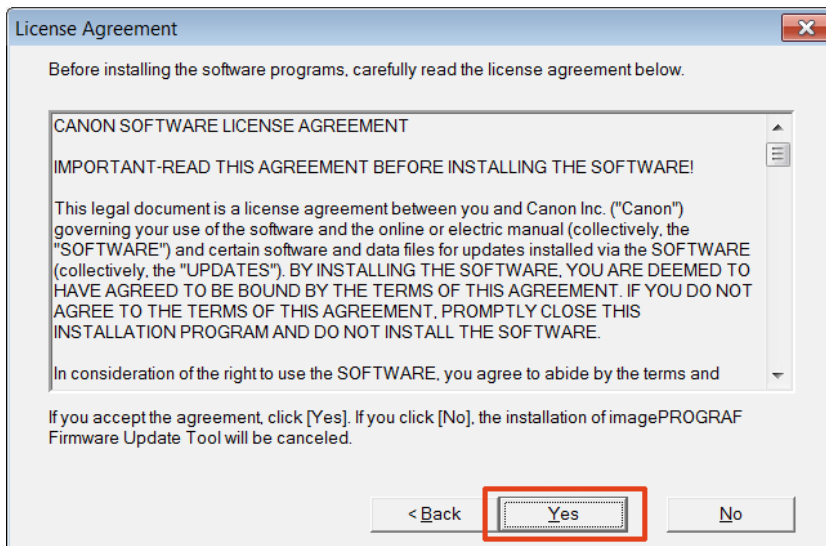 License Agreement
Before installing the software programs, carefully read the license agreement below.
CANON SOFTWARE LICENSE AGREEMENT
IMPORTANT-READ THIS AGREEMENT BEFORE INSTALLING THE SOFTWARE!
This legal document is a license agreement between you and Canon Inc. ("Canon")
governing your use of the software and the online or electric manual (collectively, the
"SOFTWARE") and certain software and data files for updates installed via the SOFTWARE
(collectively, the "UPDATES"). BY INSTALLING THE SOFTWARE, YOU ARE DEEMED TO
HAVE AGREED TO BE BOUND BY THE TERMS OF THIS AGREEMENT. IF YOU DO NOT
AGREE TO THE TERMS OF THIS AGREEMENT, PROMPTLY CLOSE THIS
INSTALLATION PROGRAM AND DO NOT INSTALL THE SOFTWARE.
In consideration of the right to use the SOFTWARE, you agree to abide by the terms and
If you accept the agreement, click [Yes]. If you click [No], the installation of imagePROGRAF
Firmware Update Tool will be canceled.
< Back Yes No